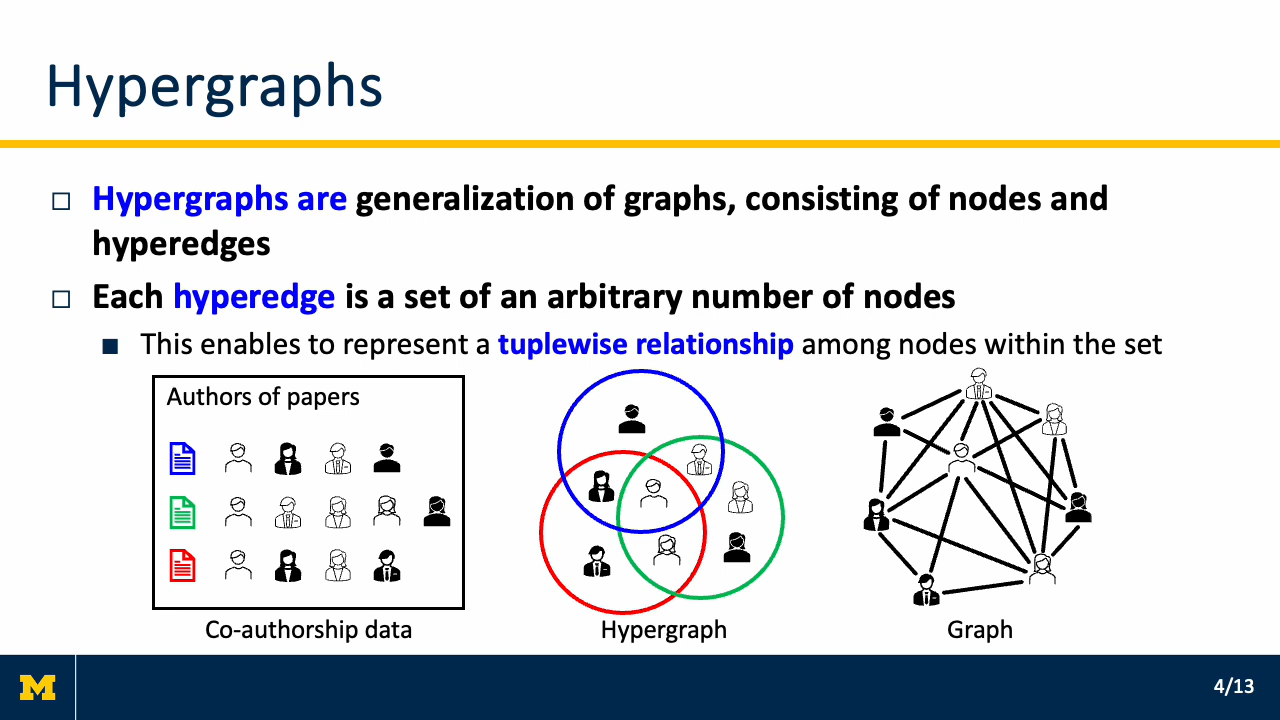 Hypergraphs
Hypergraphs are generalization of graphs, consisting of nodes and
hyperedges
Each hyperedge is a set of an arbitrary number of nodes
This enables to represent a tuplewise relationship among nodes within the set
Authors of papers
Co-authorship data
Hypergraph
Graph
M
4/13